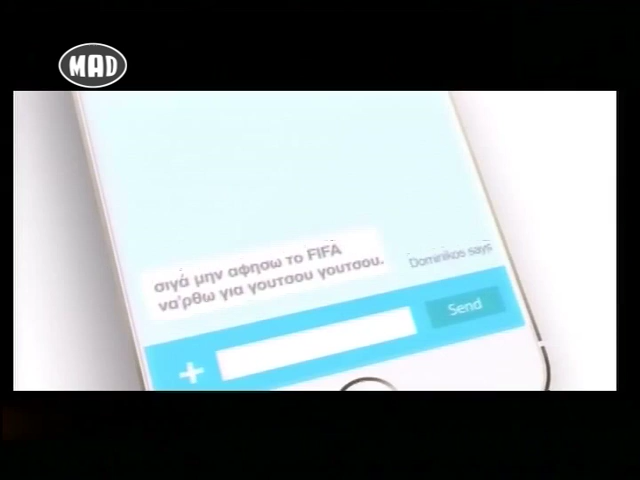 MAD
σιγά μην αφησω το FIFA
να'ρθω για γουτσου γουτσου.
Dominikos says
Send